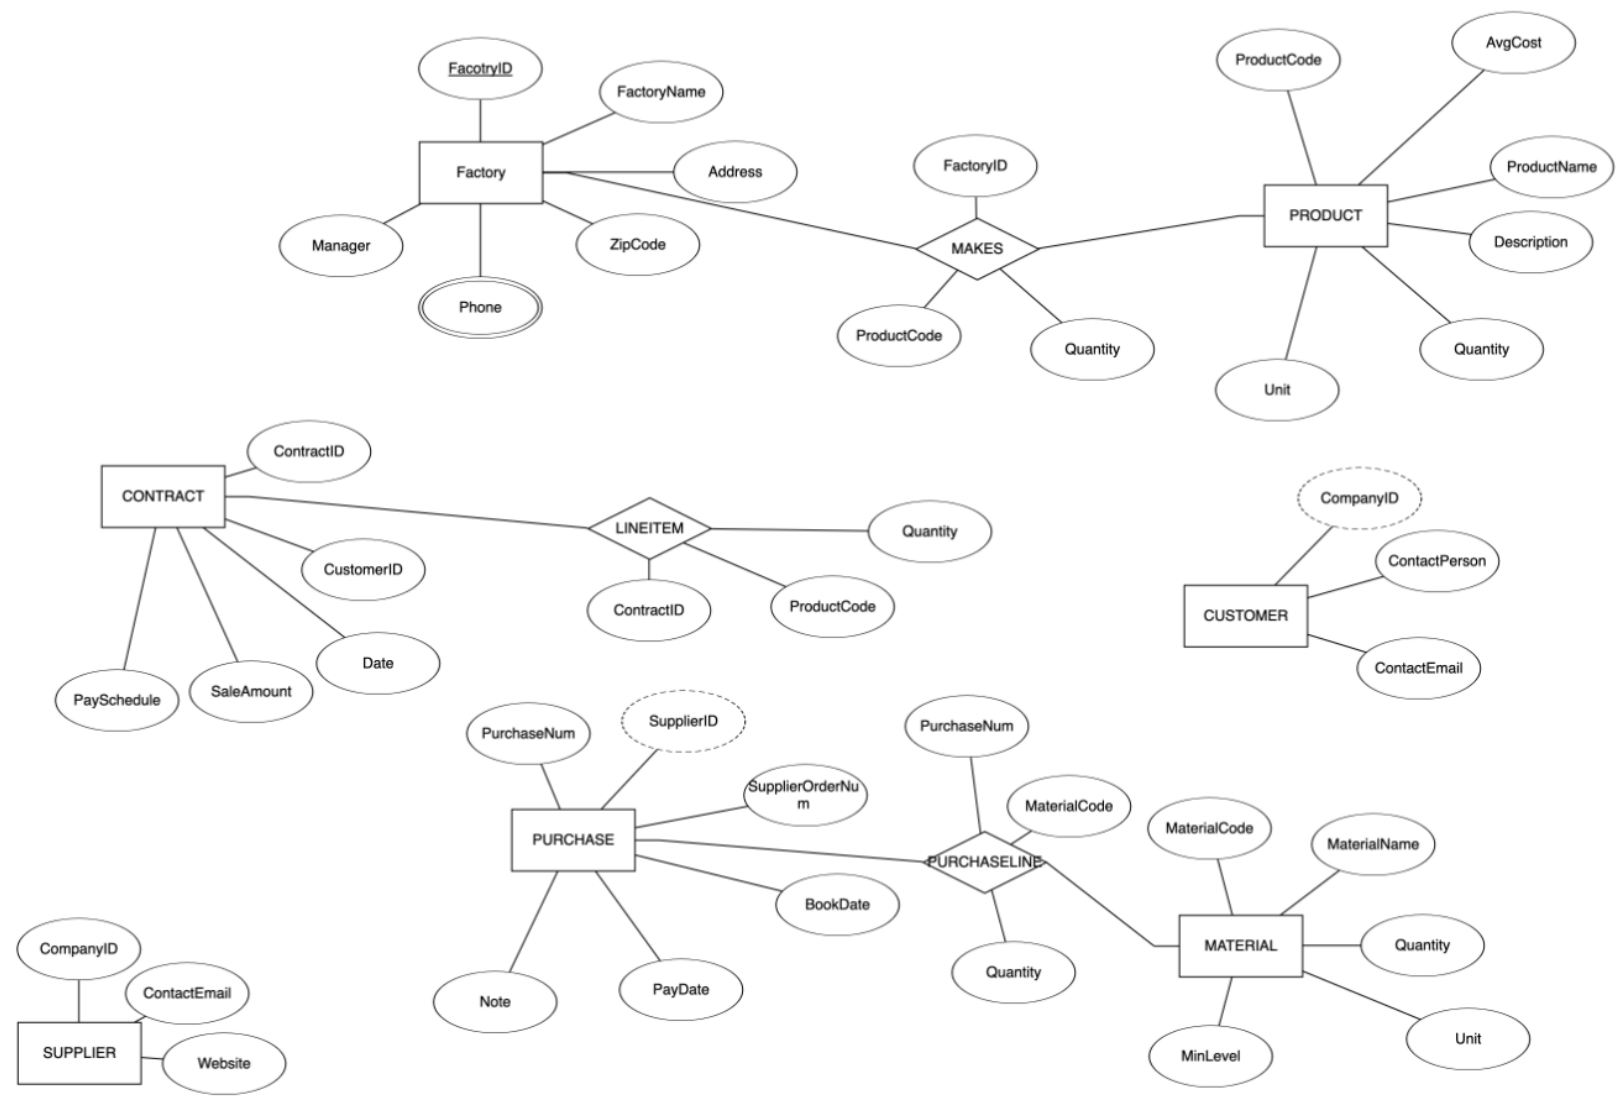 FacotryID
FactoryName
Factory
Address
Manager
ZipCode
Phone
FactoryID
MAKES
ProductCode
Quantity
ProductCode
AvgCost
ProductName
PRODUCT
Description
Quantity
Unit
ContractID
CONTRACT
CustomerID
Date
SaleAmount
PaySchedule
LINEITEM
Quantity
ContractID
ProductCode
CompanyID
ContactPerson
CUSTOMER
ContactEmail
PurchaseNum
SupplierID
SupplierOrderNu
m
PURCHASE
BookDate
PayDate
Note
PurchaseNum
MaterialCode
PURCHASELINE
Quantity
MaterialCode
MaterialName
MATERIAL
Quantity
Unit
MinLevel
CompanyID
ContactEmail
SUPPLIER
Website